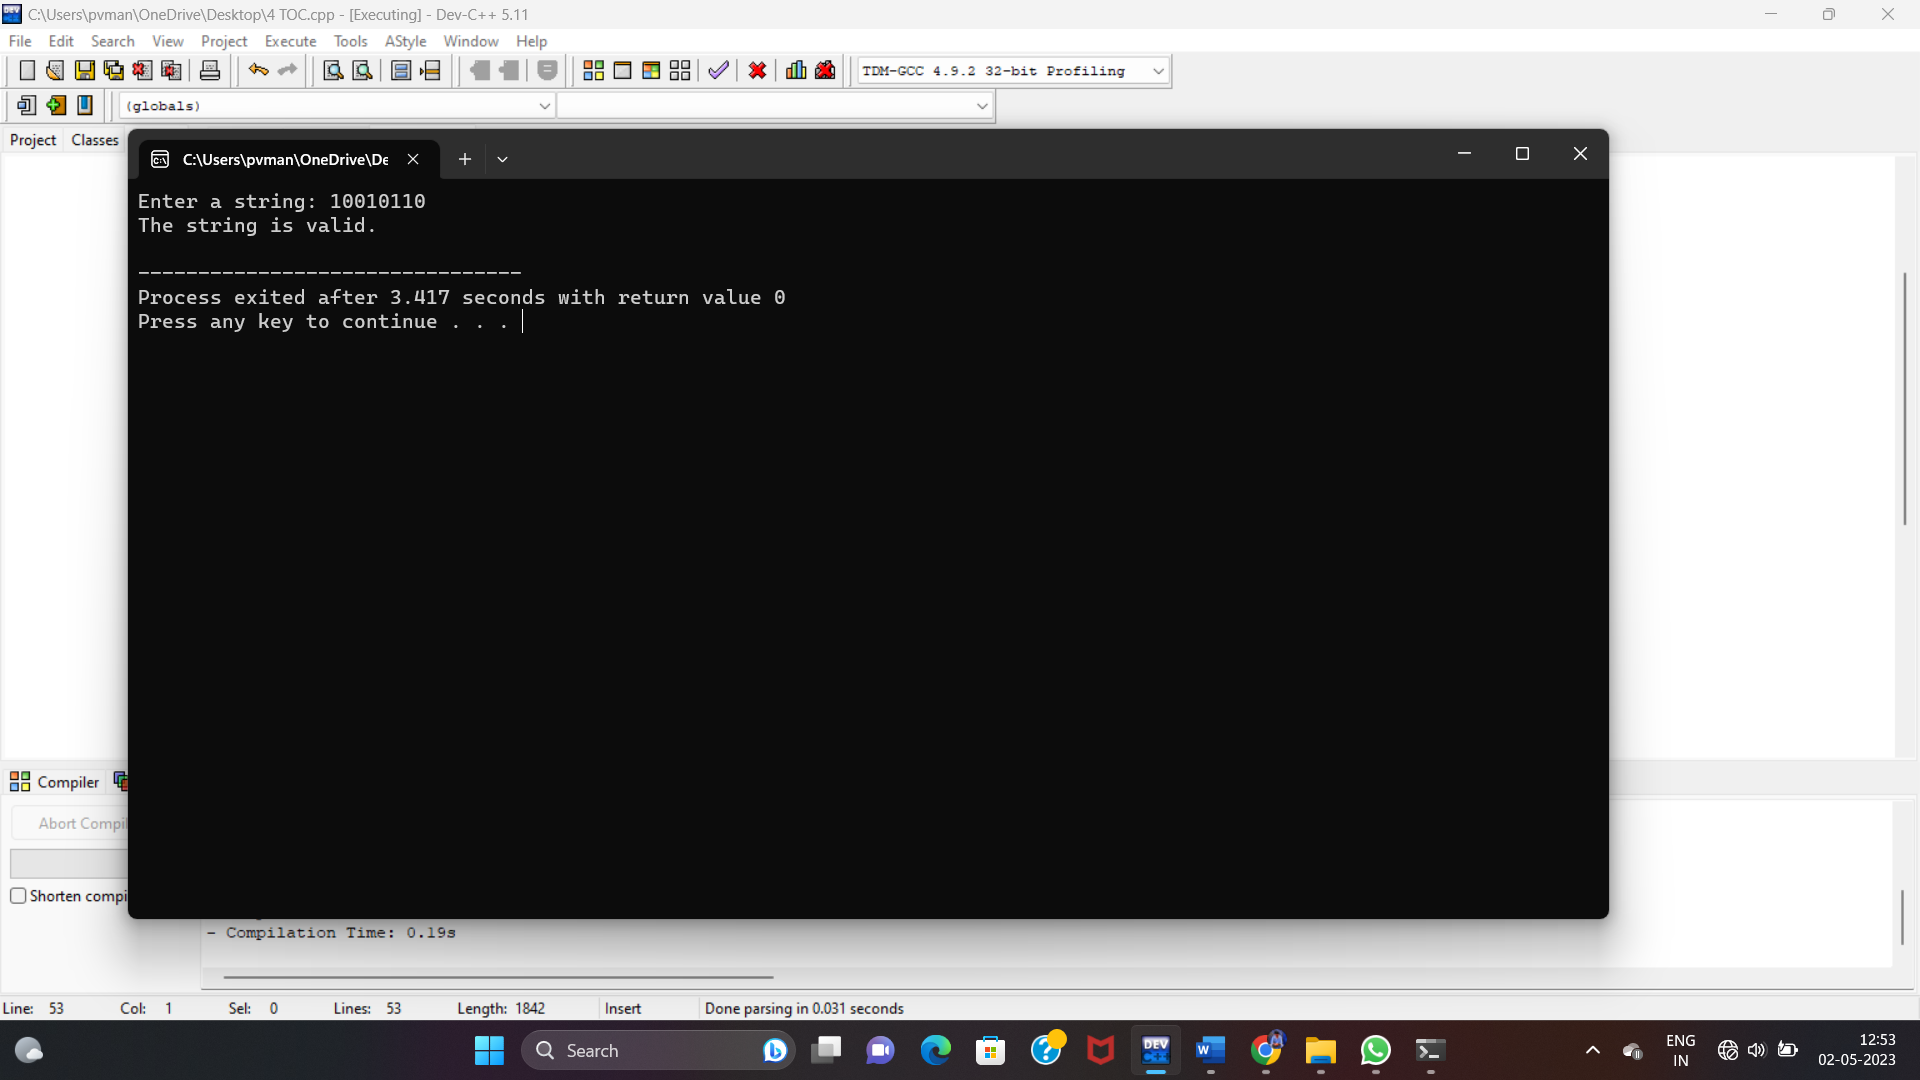 C:\Users\pvman\OneDrive\Desktop\4 TOC.cpp - [Executing] - Dev-C++ 5.11
File Edit Search View Project Execute Tools AStyle Window Help
TDM-GCC 4.9.2 32-bit Profiling
(globals)
Project Classes
C:\Users\pvman\OneDrive\De
Enter a string: 10010110
The string is valid.
--------------------------------
Process exited after 3.417 seconds with return value 0
Press any key to continue . . .
Compiler
Abort Compil
Shorten compi
- Compilation Time: 0.19s
Line: 53 Col: 1 Sel: 0 Lines: 53 Length: 1842 Insert Done parsing in 0.031 seconds
Search
DEV
ENG
IN
12:53
02-05-2023